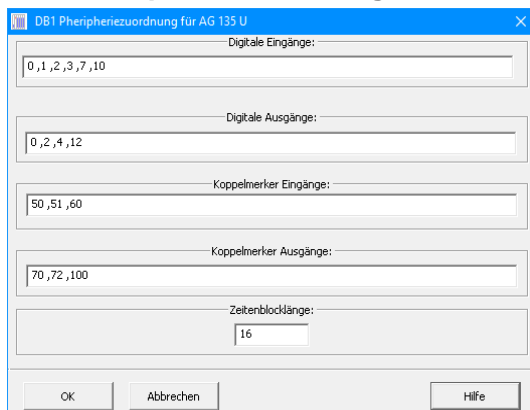 DB1 Pheripheriezuordnung für AG 135 U
Digitale Eingänge:
0 ,1 ,2 ,3 ,7 ,10
Digitale Ausgänge:
0 ,2 ,4 ,12
Koppelmerker Eingänge:
50 ,51 ,60
Koppelmerker Ausgänge:
70 ,72 ,100
Zeitenblocklänge:
16
OK Abbrechen Hilfe